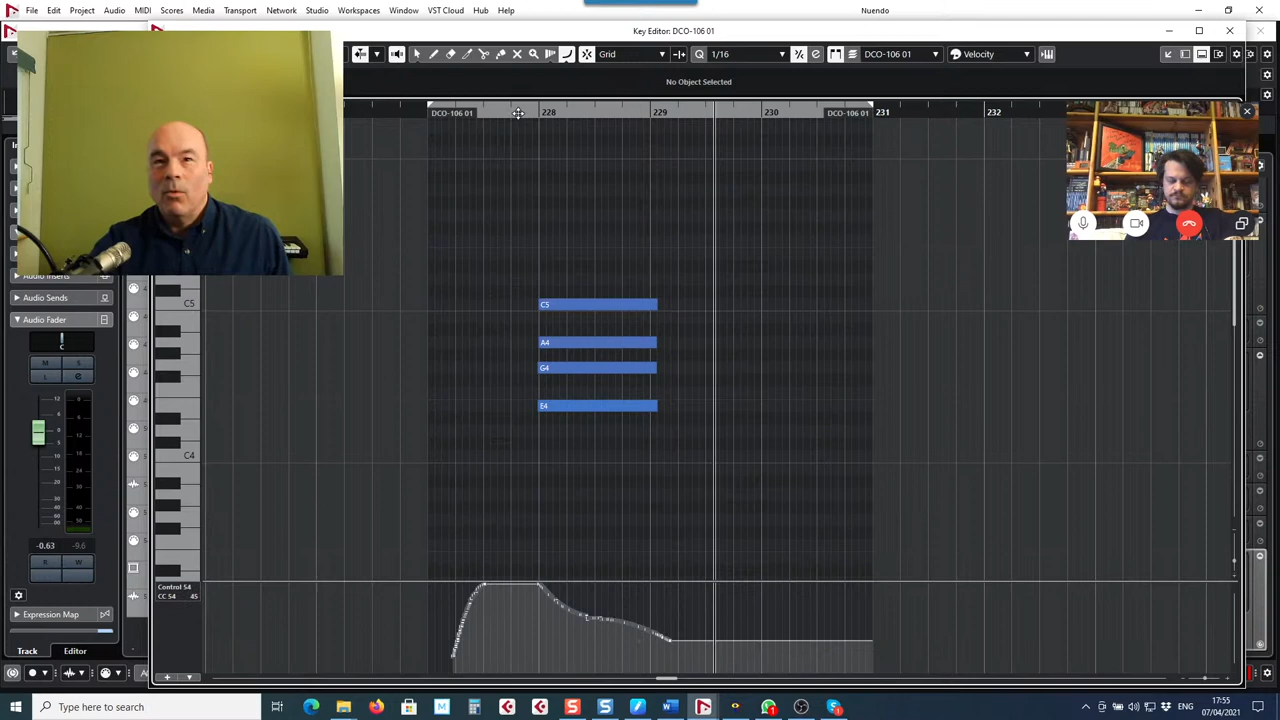 File Edit Project Audio MIDI Scores Media Transport Network Studio Workspaces Window VST Cloud Hub Help
Nuendo
Key Editor: DCO-106 01
Grid
1/16
DCO-106 01
Velocity
No Object Selected
DCO-106 01
228
229
230
DCO-106 01
231
232
Audio Inserts
Audio Sends
Audio Fader
C
M S
L e
-0.63 -9.6
R W
Expression Map
Track Editor
C5
C4
C5
A4
G4
E4
Control 54
CC 54 45
Type here to search
ENG
17:55
07/04/2021